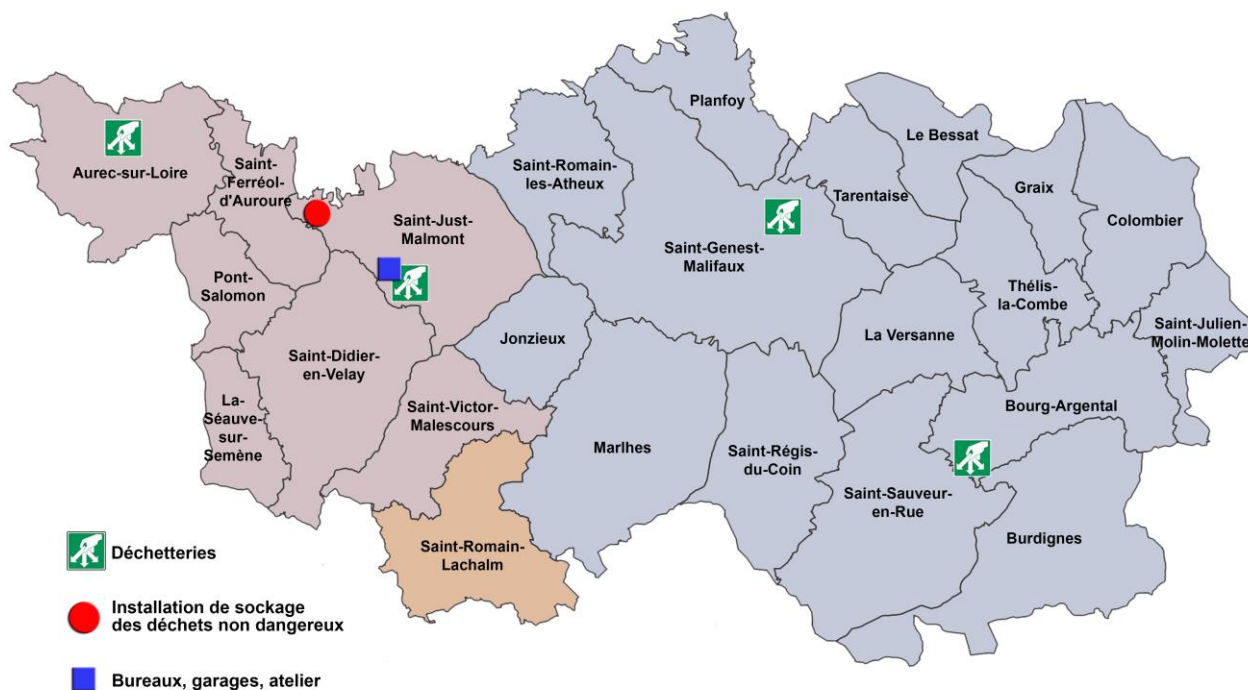 Planfoy
Le Bessat
Aurec-sur-Loire
Saint-
Ferréol-
d'Auroure
Saint-Romain-
les-Atheux
Tarentaise
Graix
Colombier
Saint-Just-
Malmont
Saint-Genest-
Malifaux
Pont-
Salomon
Thélis-
la-Combe
Jonzieux
La Versanne
Saint-Julien-
Molin-Molette
Saint-Didier-
en-Velay
La-
Séauve-
sur-
Semène
Saint-Victor-
Malescours
Bourg-Argental
Marlhes
Saint-Régis-
du-Coin
Saint-Sauveur-
en-Rue
Burdignes
Saint-Romain-
Lachalm
Déchetteries
Installation de sockage
des déchets non dangereux
Bureaux, garages, atelier